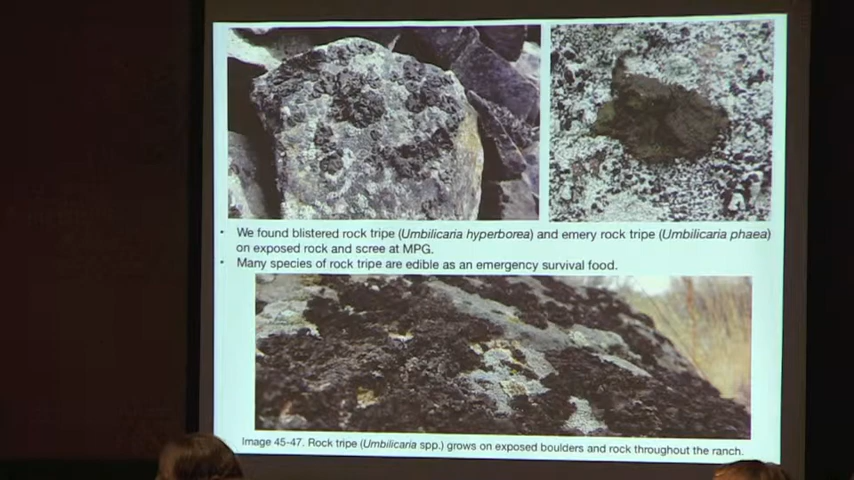 • We found blistered rock tripe (Umbilicaria hyperborea) and emery rock tripe (Umbilicaria phaea)
on exposed rock and scree at MPG.
• Many species of rock tripe are edible as an emergency survival food.
Image 45-47. Rock tripe (Umbilicaria spp.) grows on exposed boulders and rock throughout the ranch.